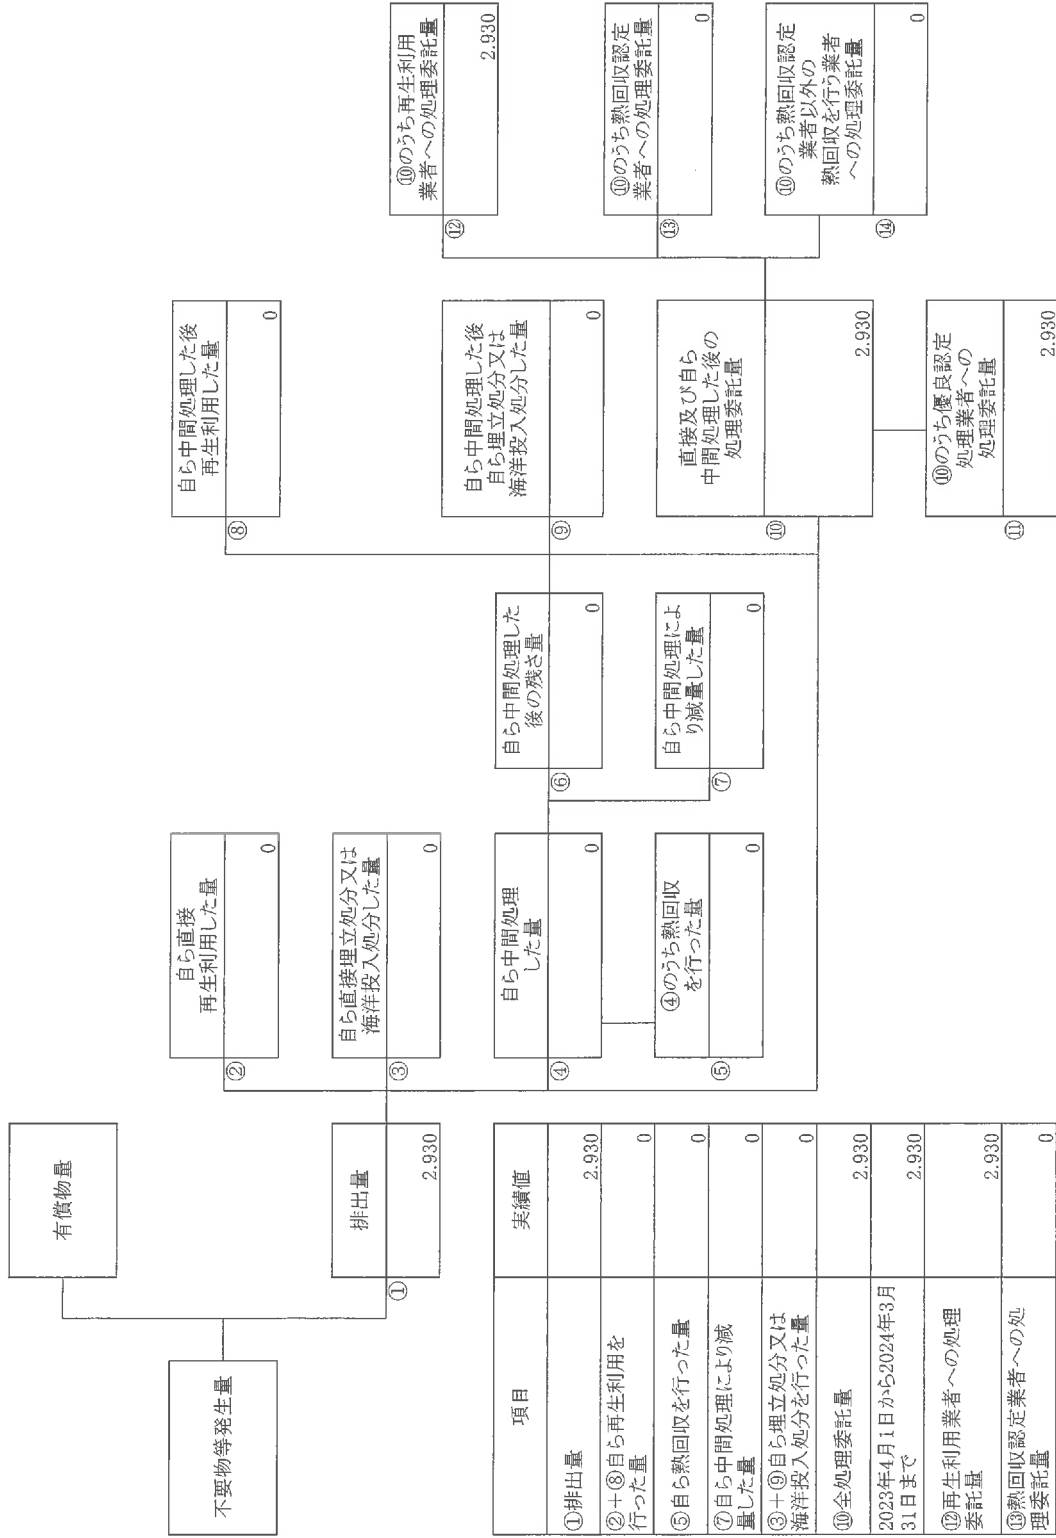 不要物等発生量
有償物量
①
排出量
2.930
②
自ら直接
再生利用した量
0
③
自ら直接埋立処分又は
海洋投入処分した量
0
④
自ら中間処理
した量
0
⑤
④のうち熱回収
を行った量
0
⑥
自ら中間処理した
後の残さ量
0
⑦
自ら中間処理によ
り減量した量
0
⑧
自ら中間処理した後
再生利用した量
0
⑨
自ら中間処理した後
自ら埋立処分又は
海洋投入処分した量
0
⑩
直接及び自ら
中間処理した後の
処理委託量
2.930
⑪
⑩のうち優良認定
処理業者への
処理委託量
2.930
⑫
⑩のうち再生利用
業者への処理委託量
2.930
⑬
⑩のうち熱回収認定
業者への処理委託量
0
⑭
⑩のうち熱回収認定
業者以外の
熱回収を行う業者
への処理委託量
0
項目 実績値
①排出量 2.930
②+⑧自ら再生利用を
行った量 0
⑤自ら熱回収を行った量 0
⑦自ら中間処理により減
量した量 0
③+⑨自ら埋立処分又は
海洋投入処分を行った量 0
⑩全処理委託量 2.930
2023年4月1日から2024年3月
31日まで 2.930
⑫再生利用業者への処理
委託量 2.930
⑬熱回収認定業者への処
理委託量 0